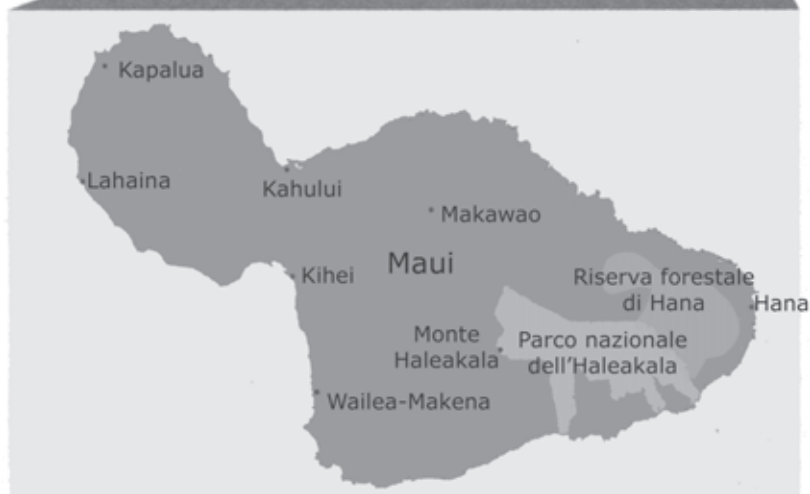 Kapalua
Lahaina
Kahului
Makawao
Maui
Kihei
Riserva forestale
di Hana
Hana
Monte
Haleakala
Parco nazionale
dell'Haleakala
Wailea-Makena